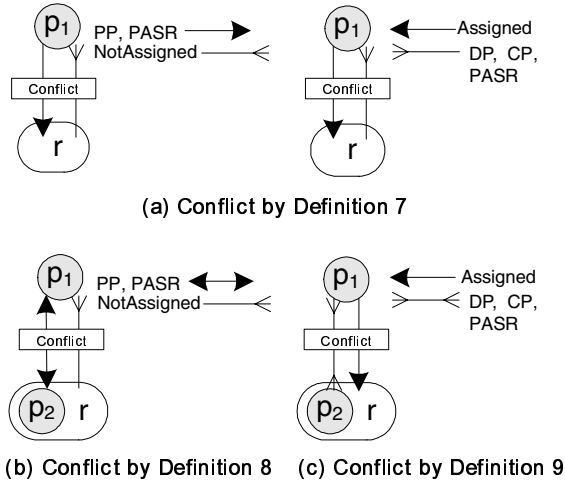 p1 PP, PASR
NotAssigned
Conflict
r
p1 Assigned
DP, CP,
PASR
Conflict
r
(a) Conflict by Definition 7
p1 PP, PASR
NotAssigned
Conflict
p2 r
p1 Assigned
DP, CP,
PASR
Conflict
p2 r
(b) Conflict by Definition 8
(c) Conflict by Definition 9